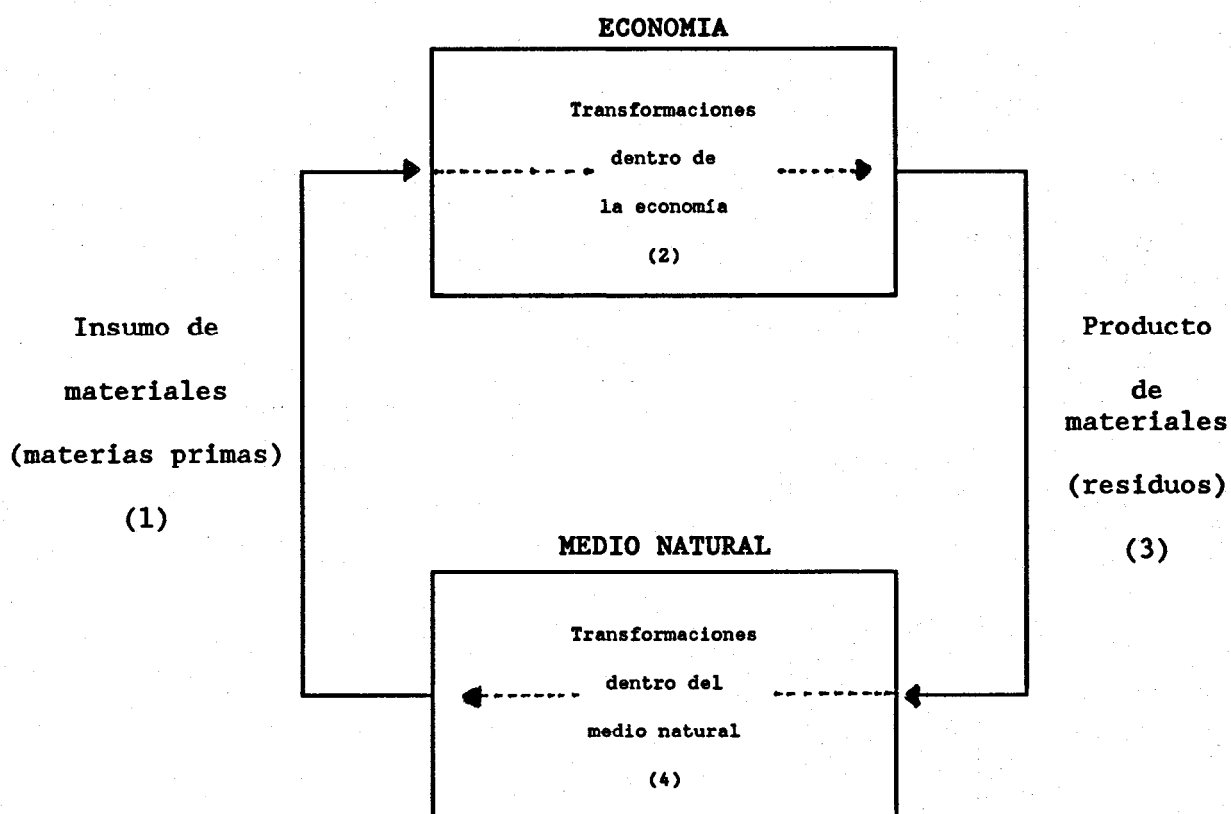 ECONOMIA
Transformaciones
dentro de
la economía
(2)
Insumo de
materiales
(materias primas)
(1)
Producto
de
materiales
(residuos)
(3)
MEDIO NATURAL
Transformaciones
dentro del
medio natural
(4)